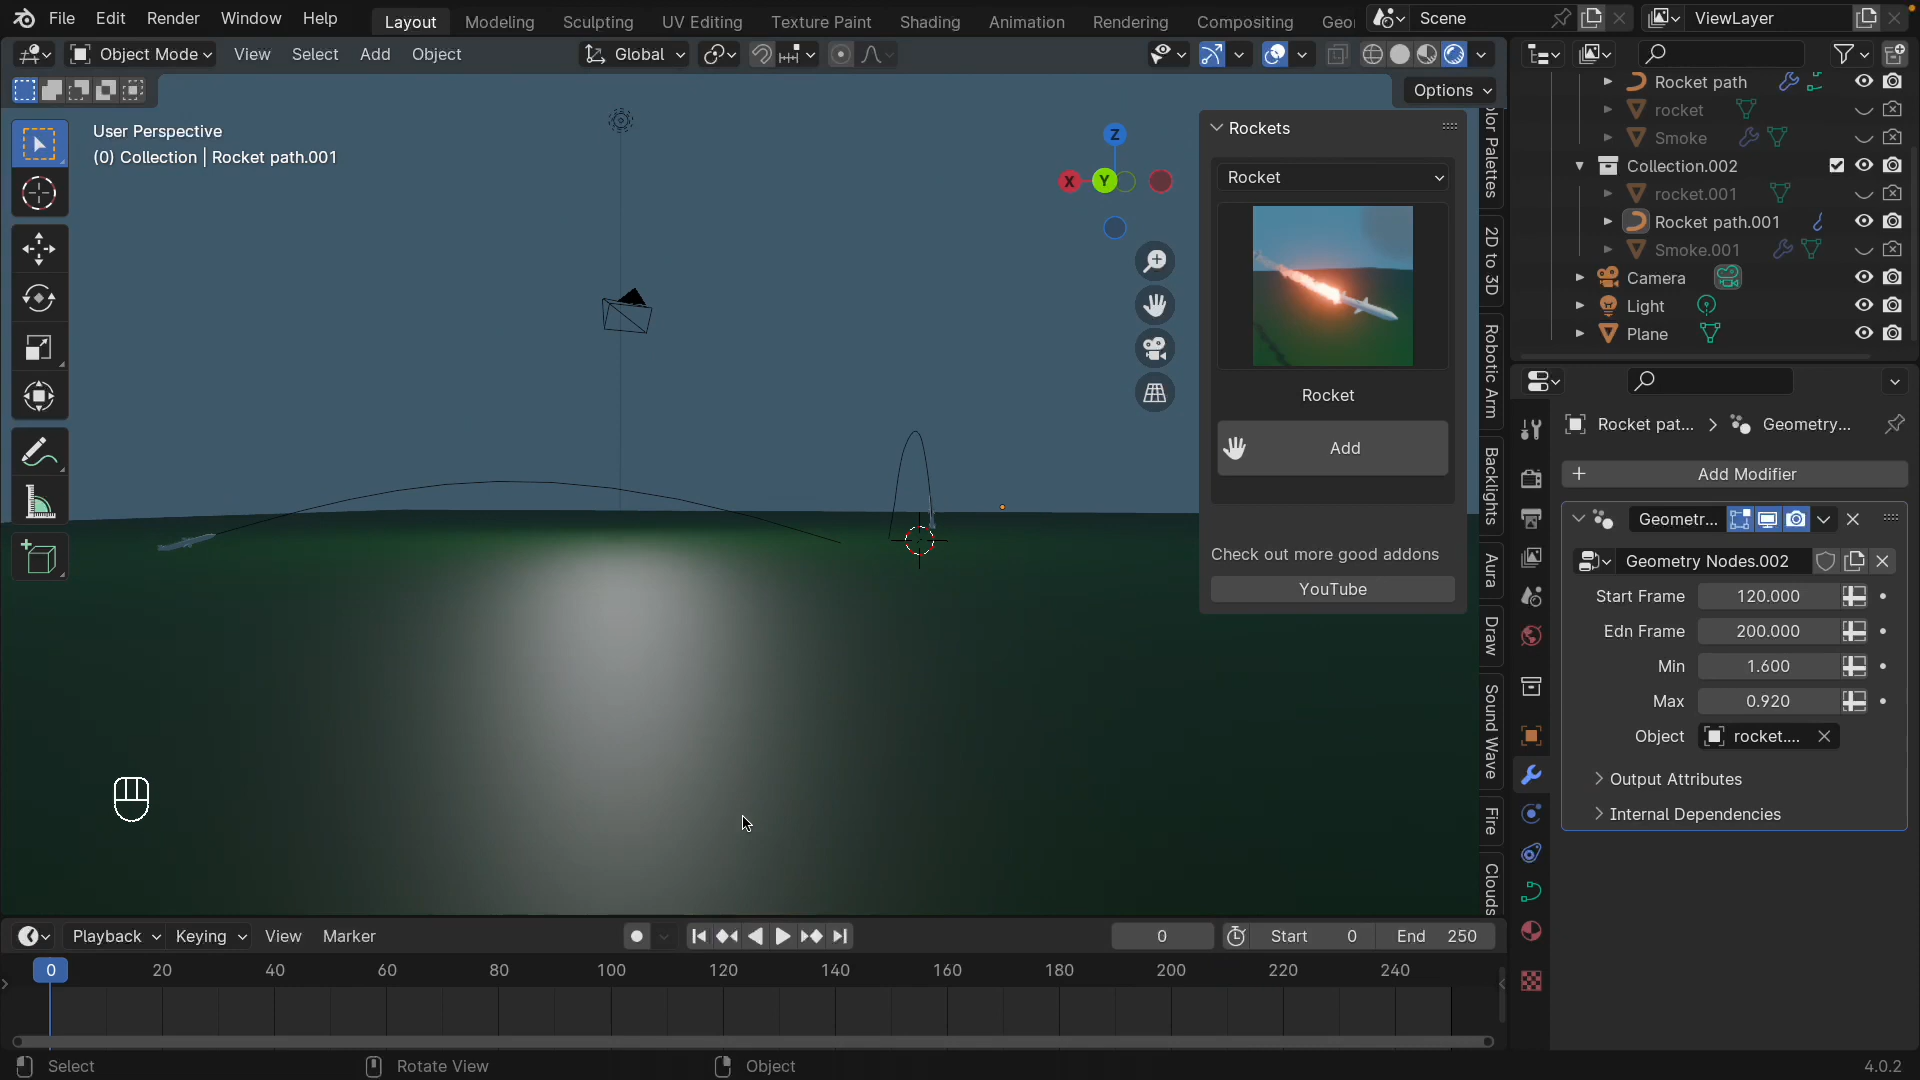 File Edit Render Window Help
Layout Modeling Sculpting UV Editing Texture Paint Shading Animation Rendering Compositing Geo
Scene ViewLayer
Object Mode View Select Add Object
Global
Options
User Perspective
(0) Collection | Rocket path.001
Z
X
Y
Rockets
Rocket
Rocket
Add
Check out more good addons
YouTube
olor Palettes
2D to 3D
Robotic Arm
Backlights
Aura
Draw
Sound Wave
Fire
Clouds
Rocket path
rocket
Smoke
Collection.002
rocket.001
Rocket path.001
Smoke.001
Camera
Light
Plane
Rocket pat... > Geometry...
+ Add Modifier
Geometr...
Geometry Nodes.002
Start Frame 120.000
Edn Frame 200.000
Min 1.600
Max 0.920
Object rocket....
Output Attributes
Internal Dependencies
Playback Keying View Marker
0 Start 0 End 250
0 20 40 60 80 100 120 140 160 180 200 220 240
Select Rotate View Object 4.0.2